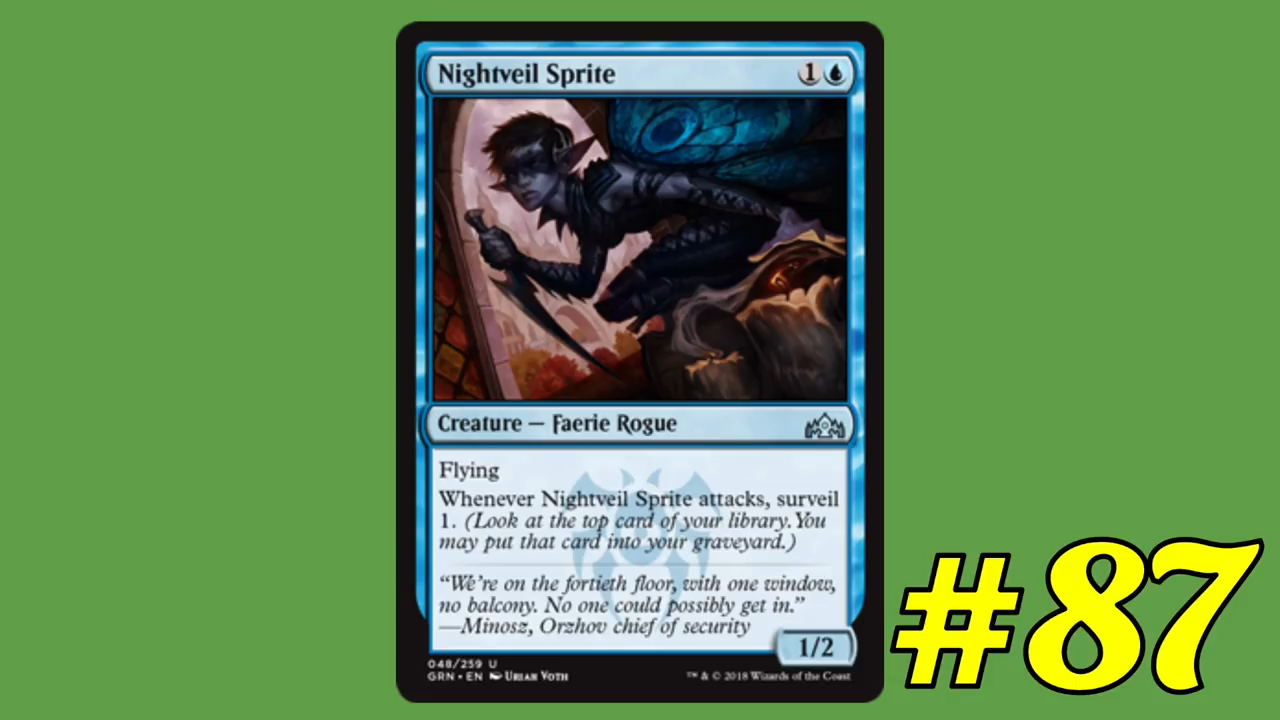 Nightveil Sprite 1
Creature — Faerie Rogue
Flying
Whenever Nightveil Sprite attacks, surveil
1. (Look at the top card of your library. You
may put that card into your graveyard.)
"We're on the fortieth floor, with one window,
no balcony. No one could possibly get in."
—Minosz, Orzhov chief of security
1/2
048/259 U
GRN • EN Uriah Voth
™ & © 2018 Wizards of the Coast
#87